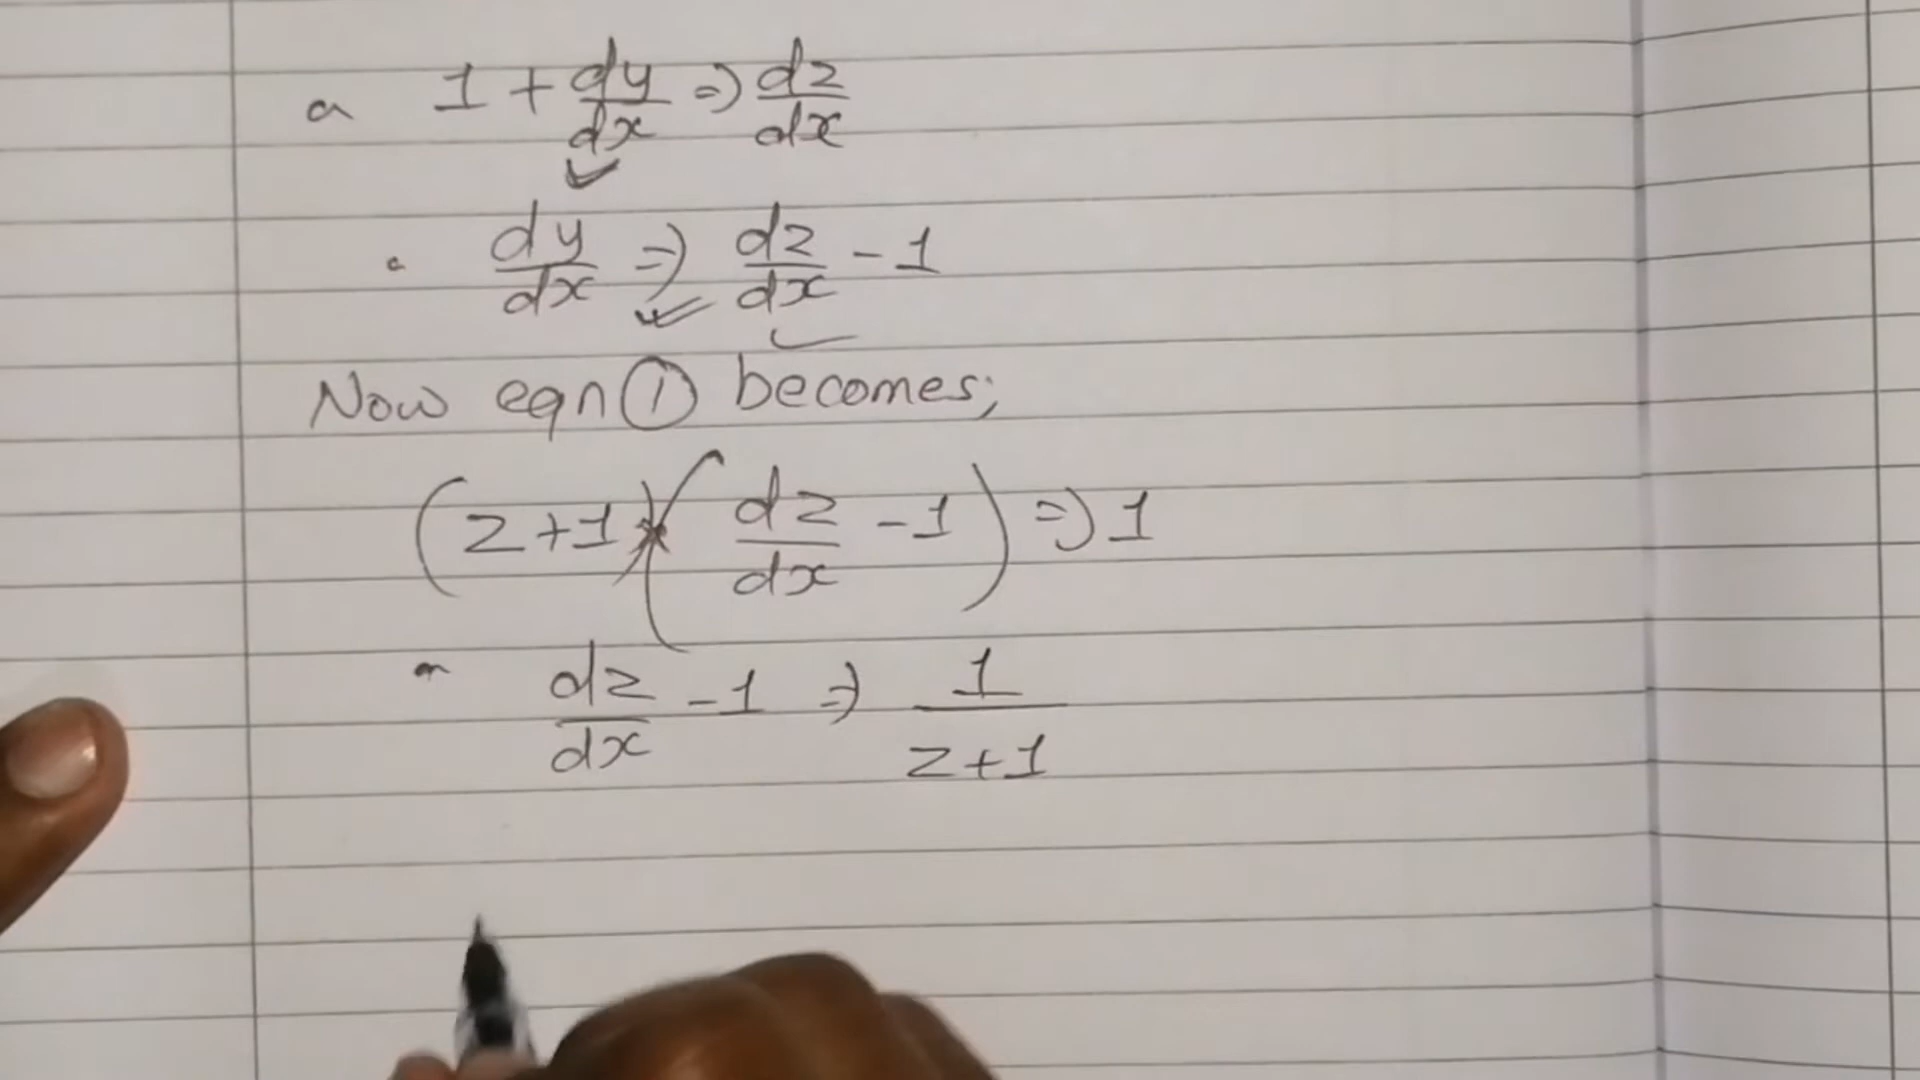 a 1 + dy/dx => dz/dx
dy/dx => dz/dx - 1
Now eqn ① becomes;
(z+1)(dz/dx - 1) => 1
dz/dx - 1 => 1/(z+1)